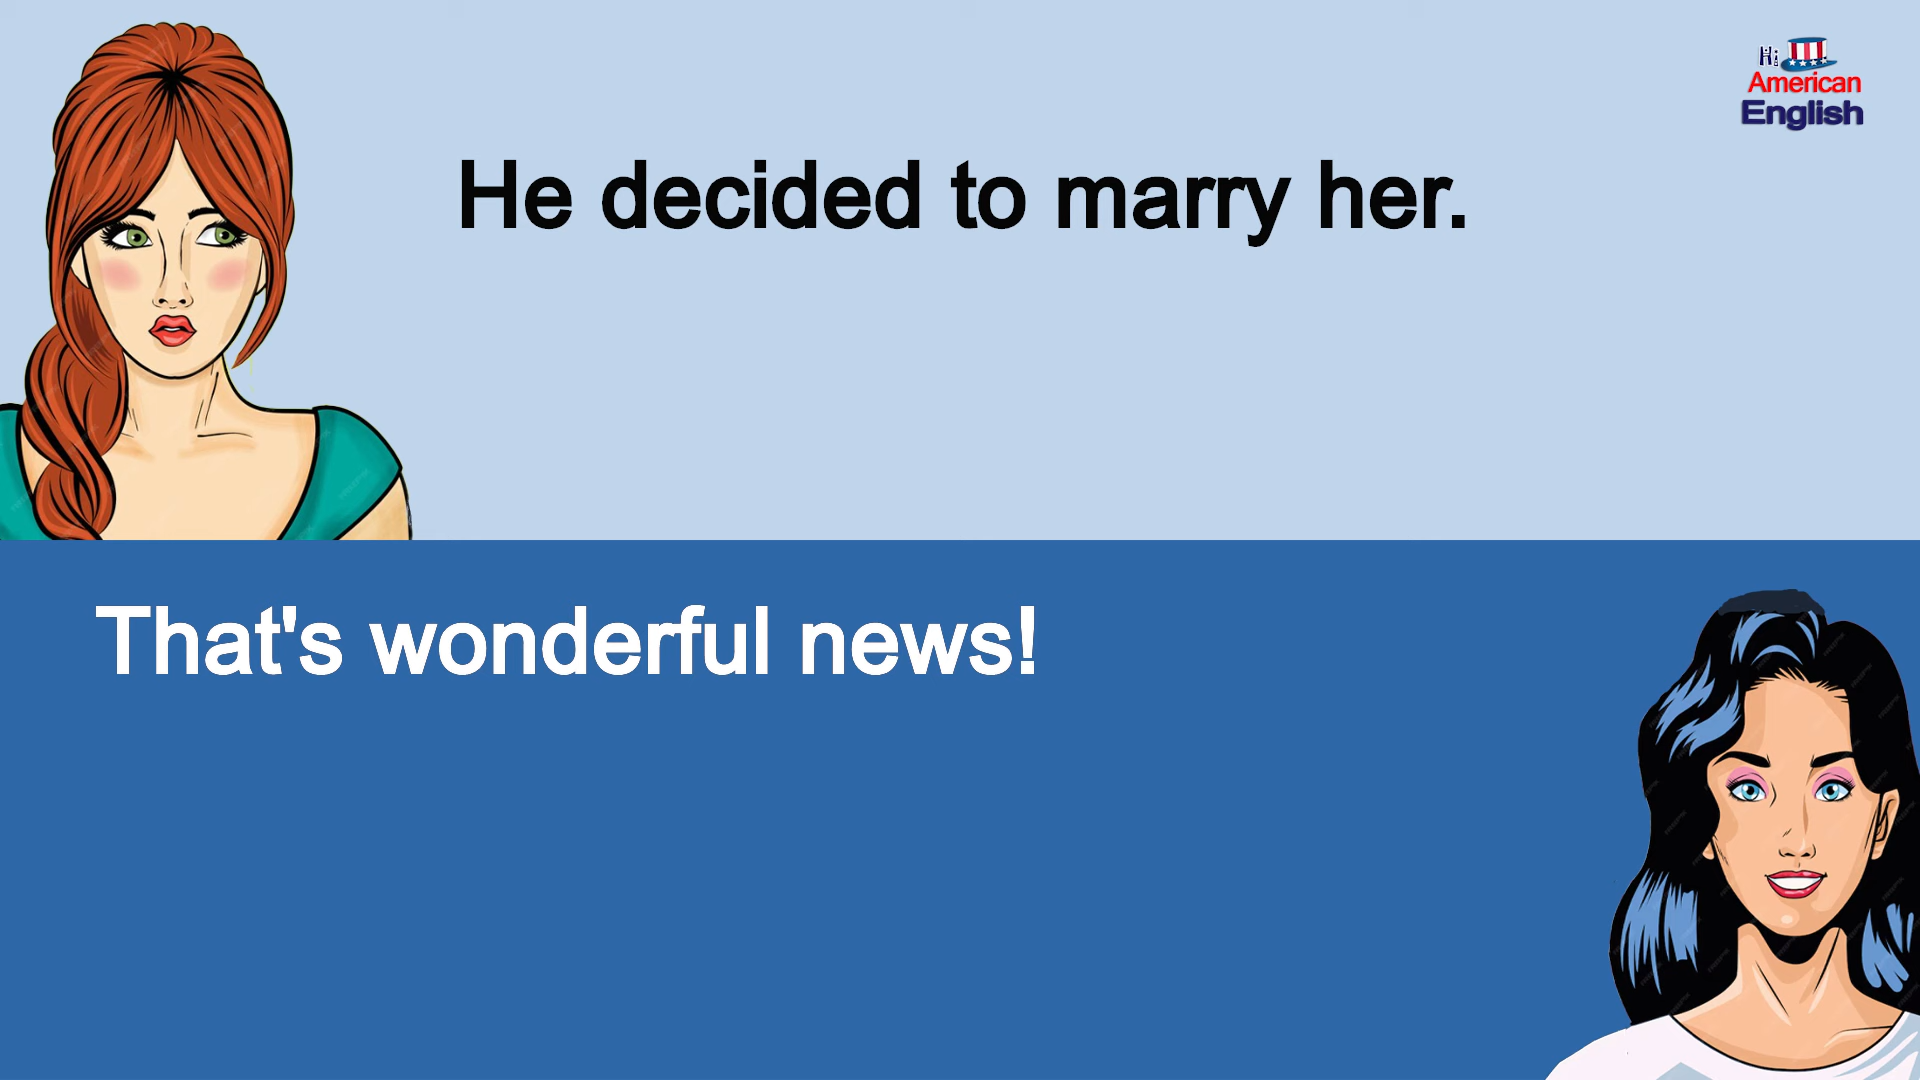 Hi
American
English
He decided to marry her.
That's wonderful news!